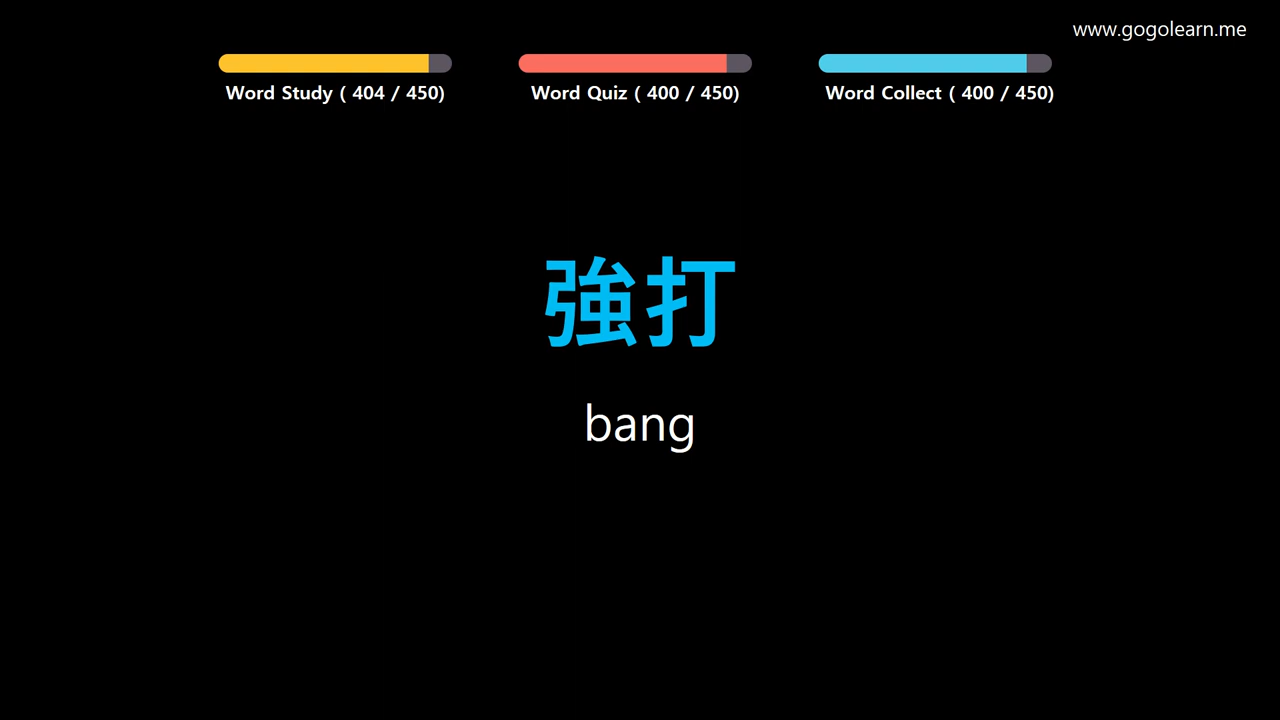 www.gogolearn.me
Word Study ( 404 / 450)
Word Quiz ( 400 / 450)
Word Collect ( 400 / 450)
強打
bang